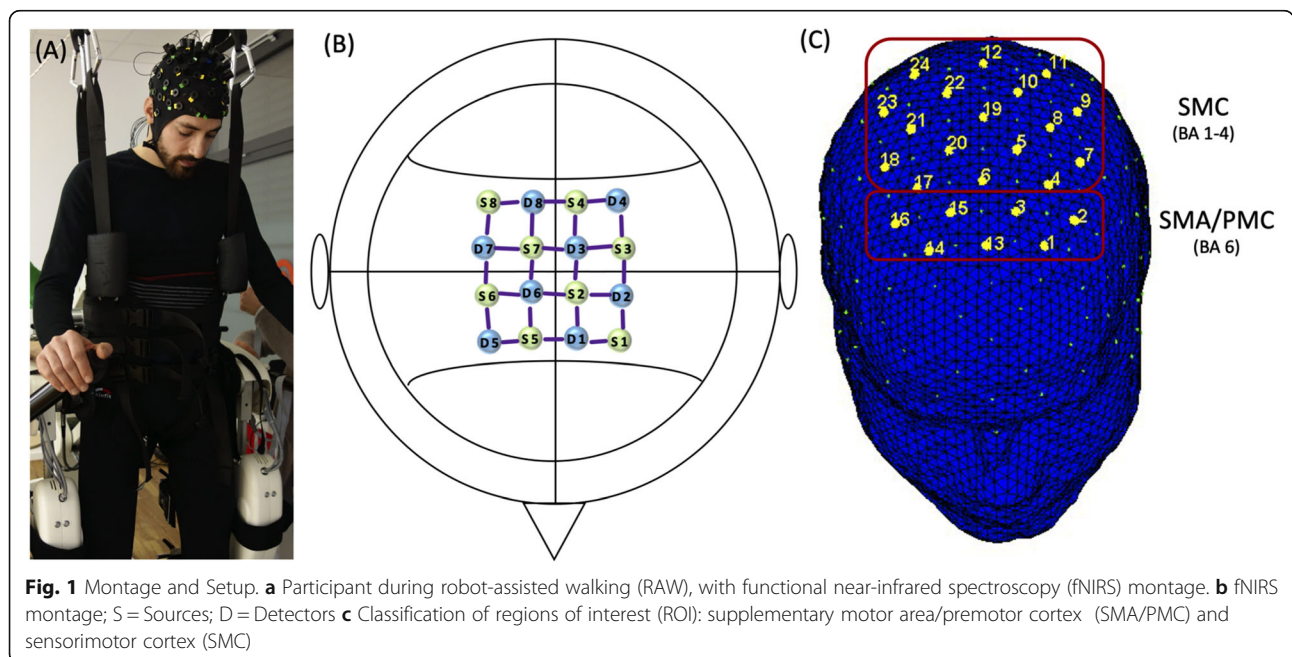 (A)
(B)
S8 D8 S4 D4
D7 S7 D3 S3
S6 D6 S2 D2
D5 S5 D1 S1
(C)
12
24 11
22 10
23 19 9
21 8
20 5
18 7
6
17 4
15 3
16 2
14 13 1
SMC
(BA 1-4)
SMA/PMC
(BA 6)
Fig. 1 Montage and Setup. a Participant during robot-assisted walking (RAW), with functional near-infrared spectroscopy (fNIRS) montage. b fNIRS
montage; S = Sources; D = Detectors c Classification of regions of interest (ROI): supplementary motor area/premotor cortex (SMA/PMC) and
sensorimotor cortex (SMC)